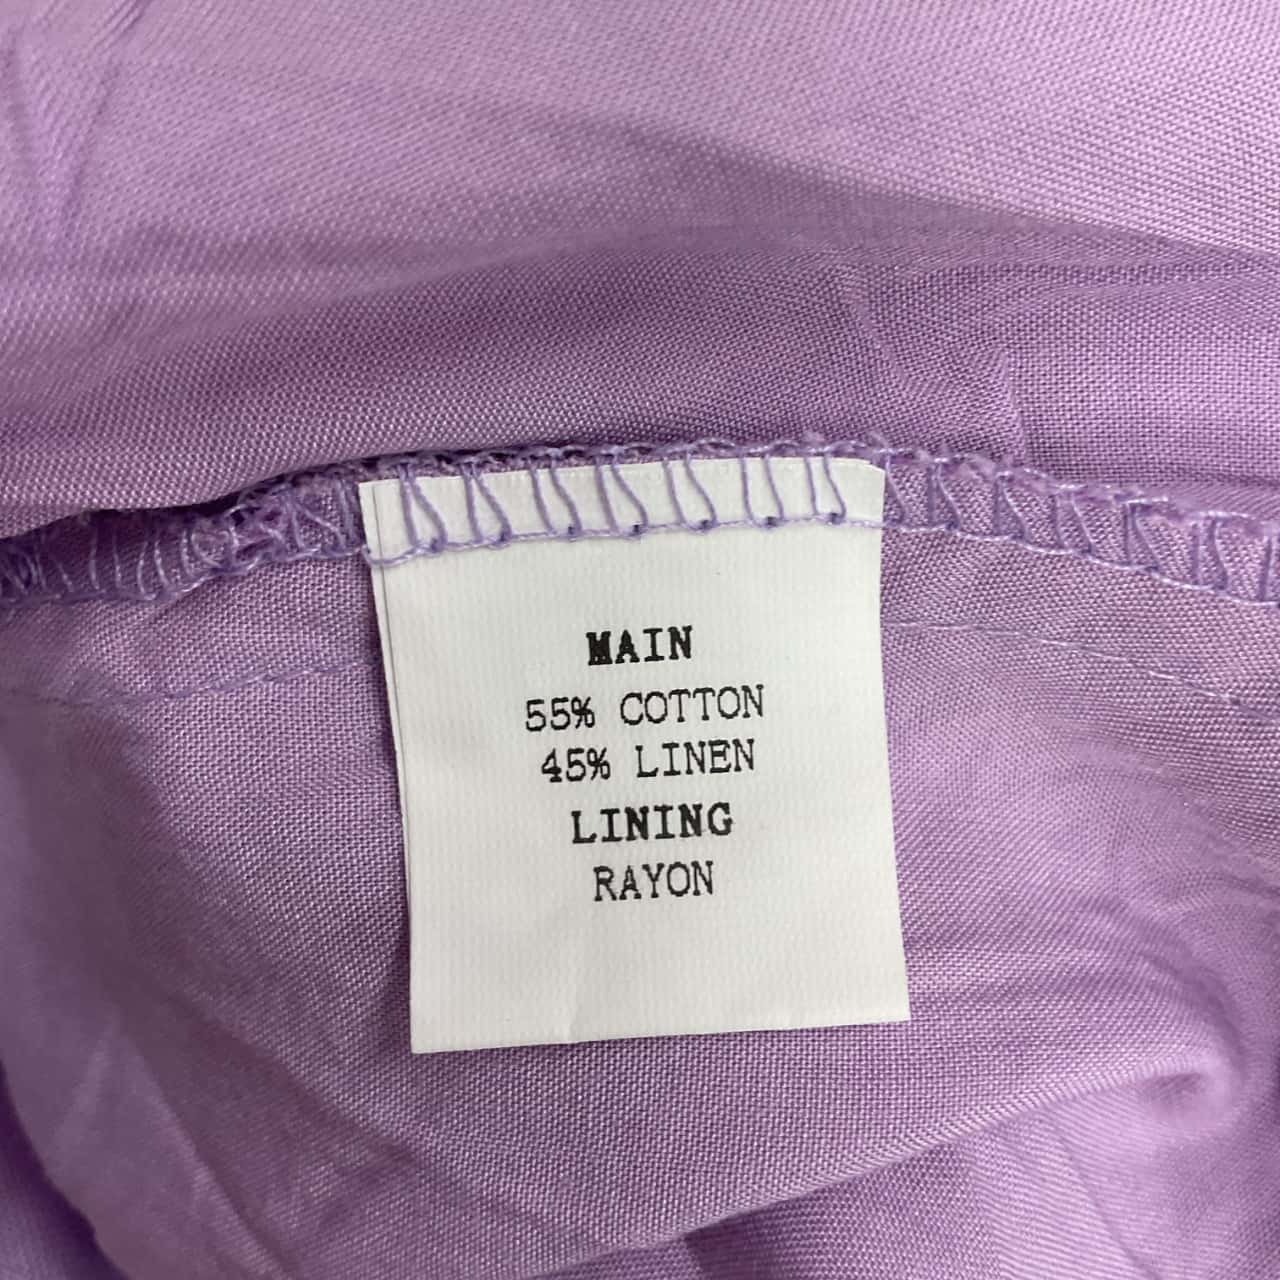 MAIN
55% COTTON
45% LINEN
LINING
RAYON